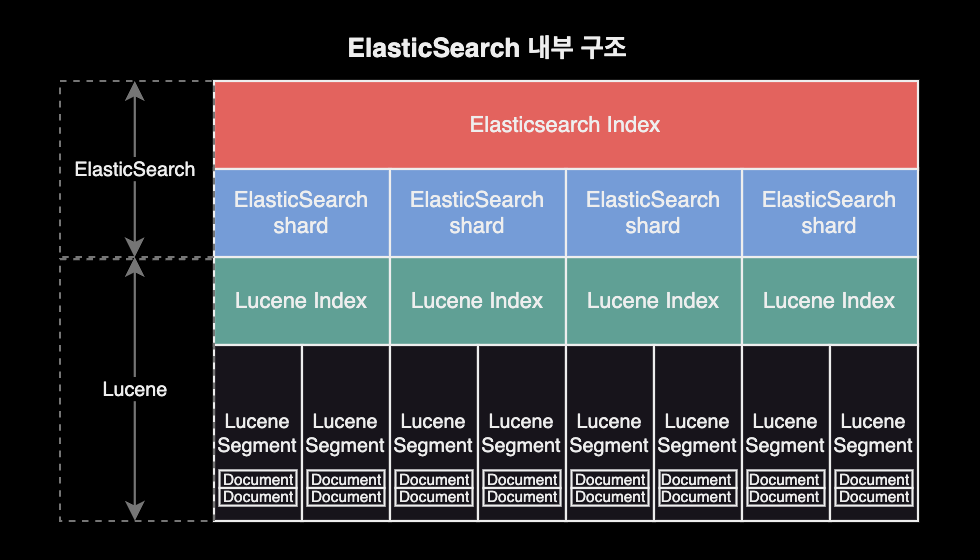 ElasticSearch 내부 구조
Elasticsearch Index
ElasticSearch
ElasticSearch shard
ElasticSearch shard
ElasticSearch shard
ElasticSearch shard
Lucene Index
Lucene Index
Lucene Index
Lucene Index
Lucene
Lucene Segment
Lucene Segment
Lucene Segment
Lucene Segment
Lucene Segment
Lucene Segment
Lucene Segment
Lucene Segment
Document Document Document Document Document Document Document Document
Document Document Document Document Document Document Document Document